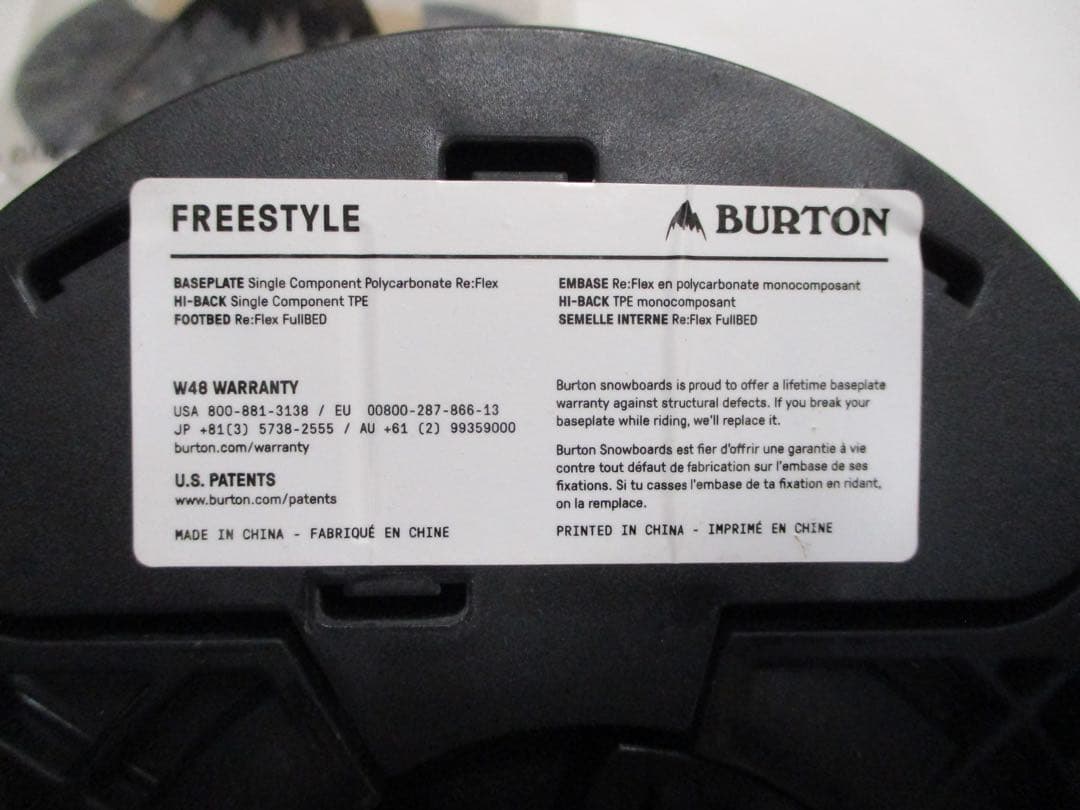 FREESTYLE
BURTON
BASEPLATE Single Component Polycarbonate Re:Flex
HI-BACK Single Component TPE
FOOTBED Re:Flex FullBED
EMBASE Re:Flex en polycarbonate monocomposant
HI-BACK TPE monocomposant
SEMELLE INTERNE Re:Flex FullBED
W48 WARRANTY
USA 800-881-3138 / EU 00800-287-866-13
JP +81(3) 5738-2555 / AU +61 (2) 99359000
burton.com/warranty
U.S. PATENTS
www.burton.com/patents
MADE IN CHINA - FABRIQUÉ EN CHINE
Burton snowboards is proud to offer a lifetime baseplate
warranty against structural defects. If you break your
baseplate while riding, we'll replace it.
Burton Snowboards est fier d'offrir une garantie à vie
contre tout défaut de fabrication sur l'embase de ses
fixations. Si tu casses l'embase de ta fixation en ridant,
on la remplace.
PRINTED IN CHINA - IMPRIMÉ EN CHINE